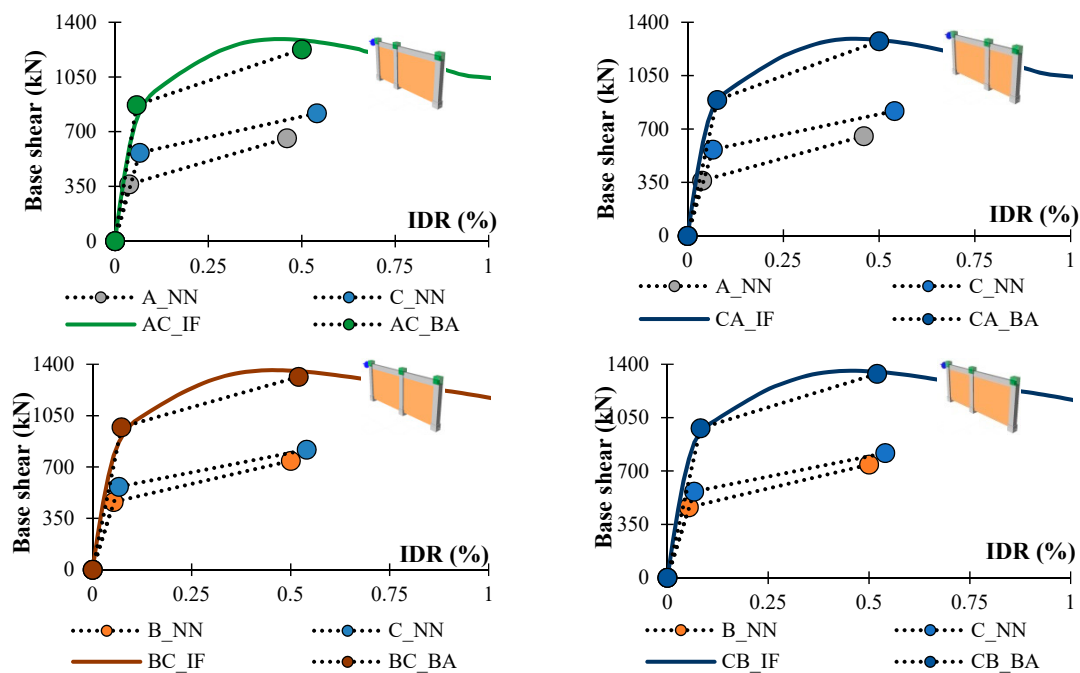 Base shear (kN)
1400
1050
700
350
0
IDR (%)
0 0.25 0.5 0.75 1
A_NN C_NN
AC_IF AC_BA
Base shear (kN)
1400
1050
700
350
0
IDR (%)
0 0.25 0.5 0.75 1
A_NN C_NN
CA_IF CA_BA
Base shear (kN)
1400
1050
700
350
0
IDR (%)
0 0.25 0.5 0.75 1
B_NN C_NN
BC_IF BC_BA
Base shear (kN)
1400
1050
700
350
0
IDR (%)
0 0.25 0.5 0.75 1
B_NN C_NN
CB_IF CB_BA